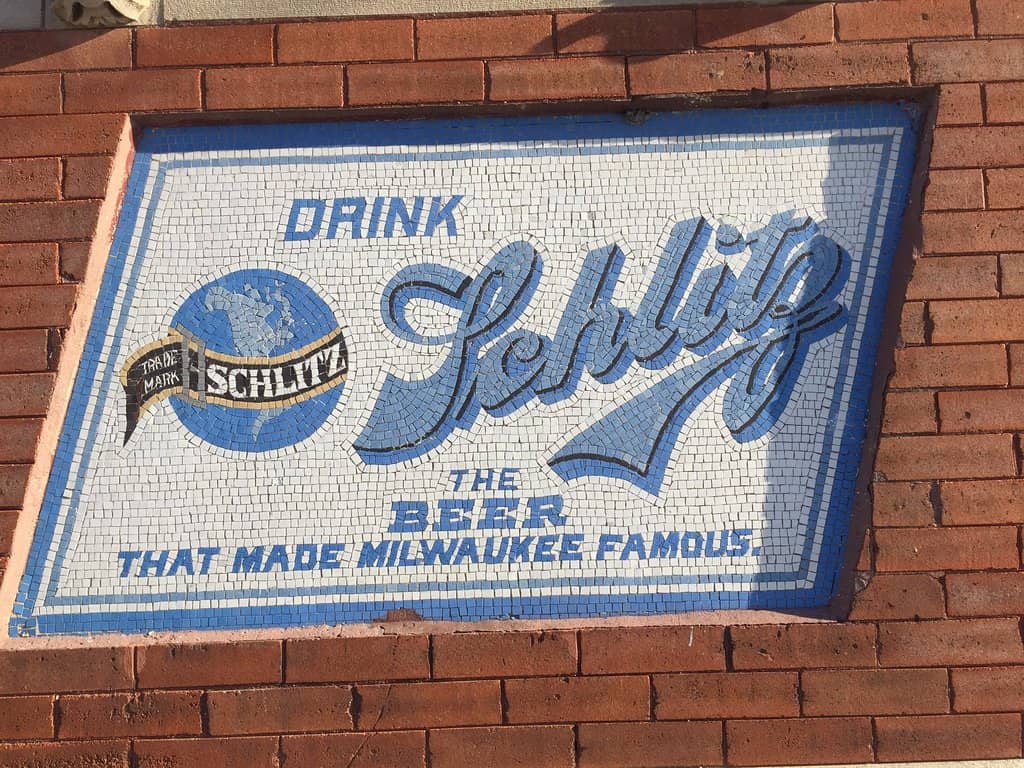 DRINK
Schlitz
TRADE
MARK
SCHLITZ
THE
BEER
THAT MADE MILWAUKEE FAMOUS.